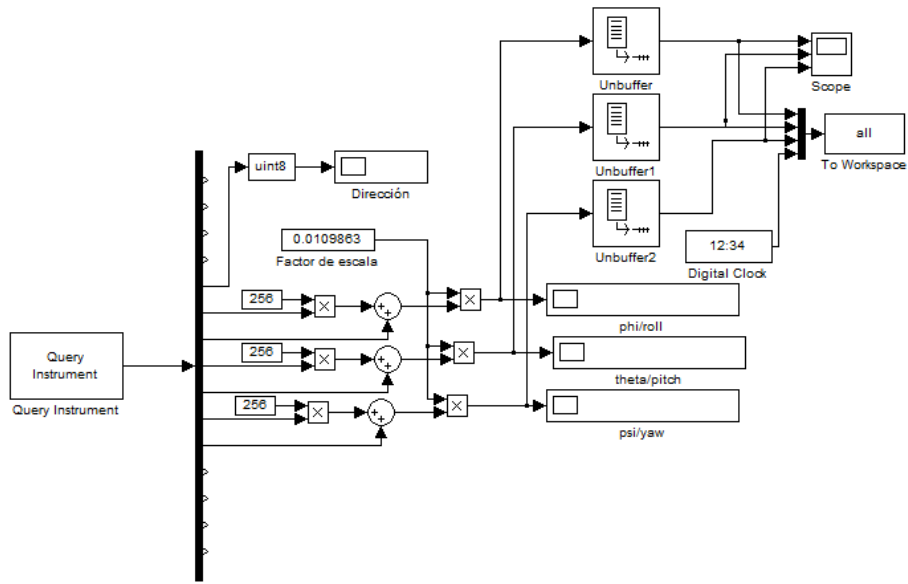 Unbuffer
Scope
all
To Workspace
Unbuffer1
uint8
Dirección
0.0109863
Factor de escala
Unbuffer2
12:34
Digital Clock
256
×
+
+
×
phi/roll
Query
Instrument
Query Instrument
256
×
+
+
×
theta/pitch
256
×
+
+
×
psi/yaw